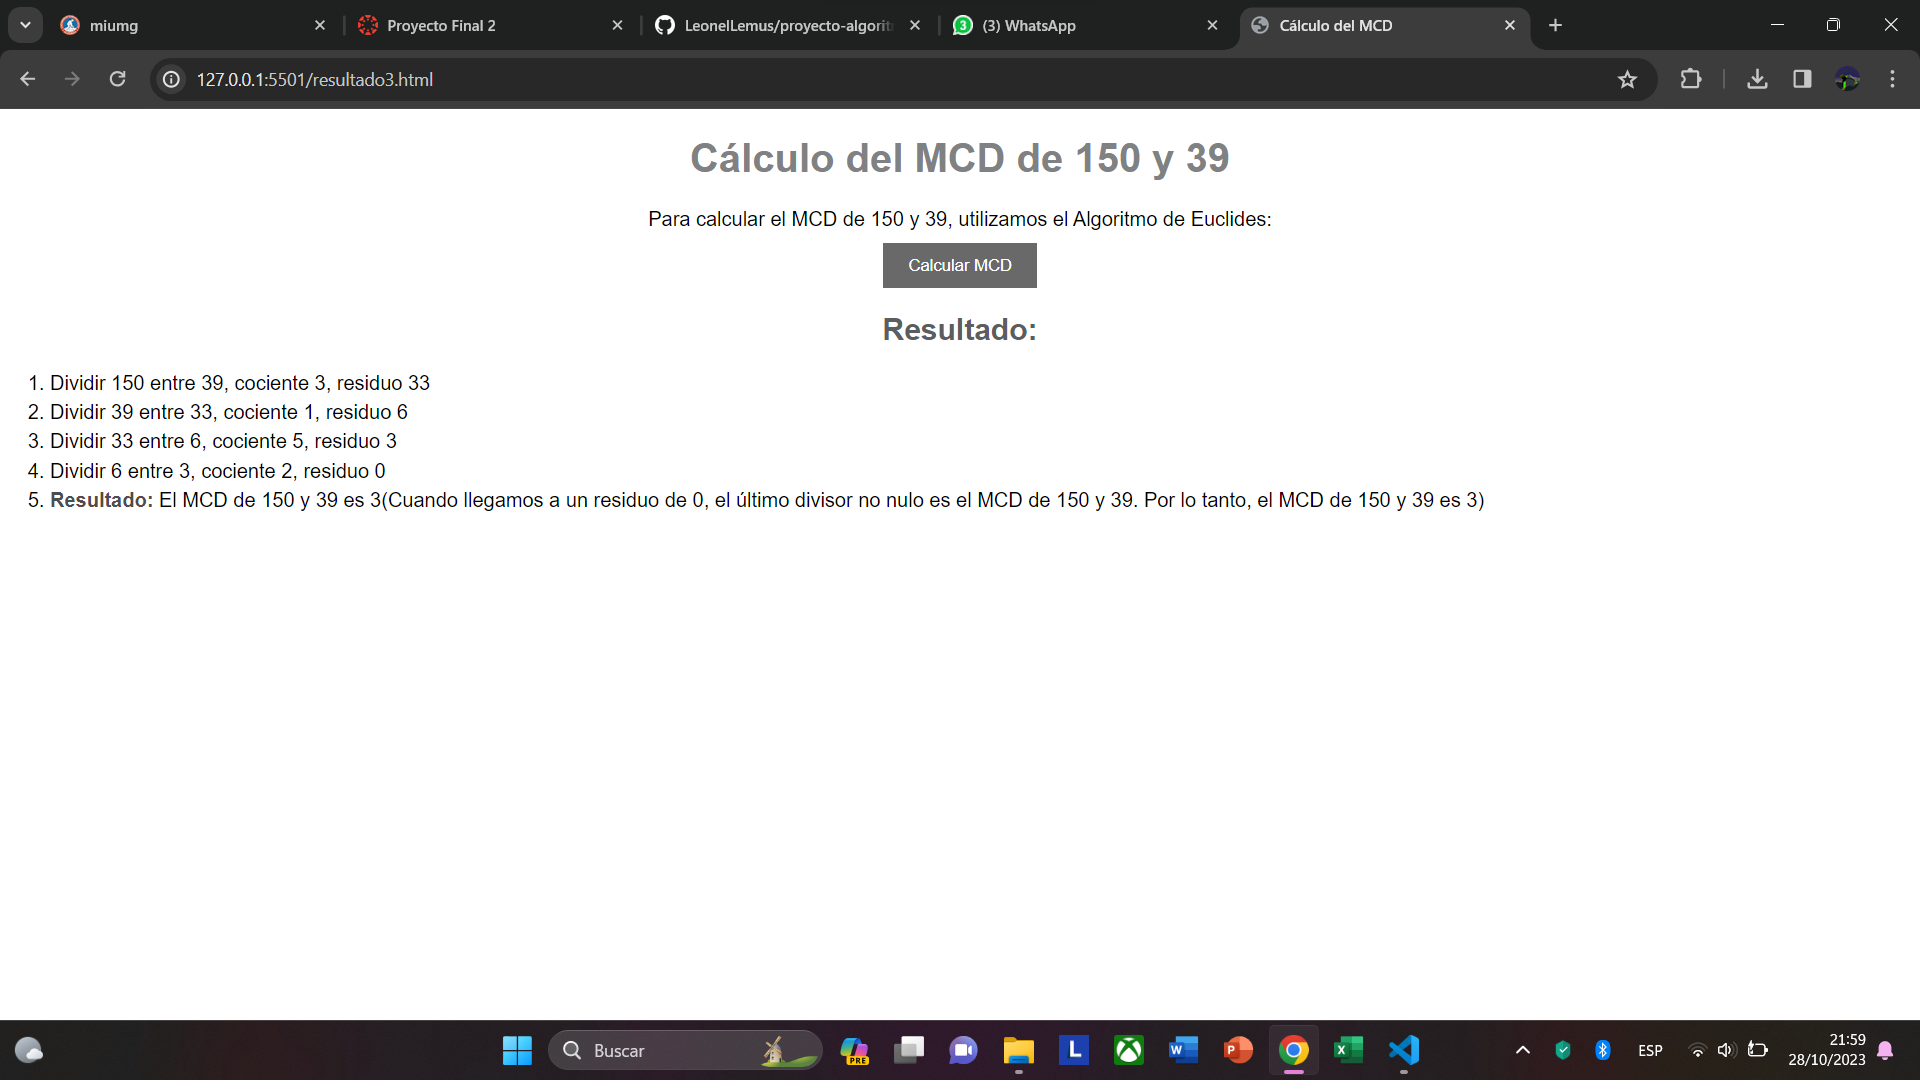 miumg
Proyecto Final 2
LeonelLemus/proyecto-algorit
3
(3) WhatsApp
Cálculo del MCD
127.0.0.1:5501/resultado3.html
Cálculo del MCD de 150 y 39
Para calcular el MCD de 150 y 39, utilizamos el Algoritmo de Euclides:
Calcular MCD
Resultado:
1. Dividir 150 entre 39, cociente 3, residuo 33
2. Dividir 39 entre 33, cociente 1, residuo 6
3. Dividir 33 entre 6, cociente 5, residuo 3
4. Dividir 6 entre 3, cociente 2, residuo 0
5. Resultado: El MCD de 150 y 39 es 3(Cuando llegamos a un residuo de 0, el último divisor no nulo es el MCD de 150 y 39. Por lo tanto, el MCD de 150 y 39 es 3)
Buscar
PRE
L
W
P
X
ESP
21:59
28/10/2023